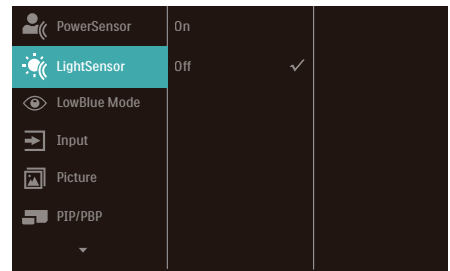 PowerSensor
On
LightSensor
Off
LowBlue Mode
Input
Picture
PIP/PBP